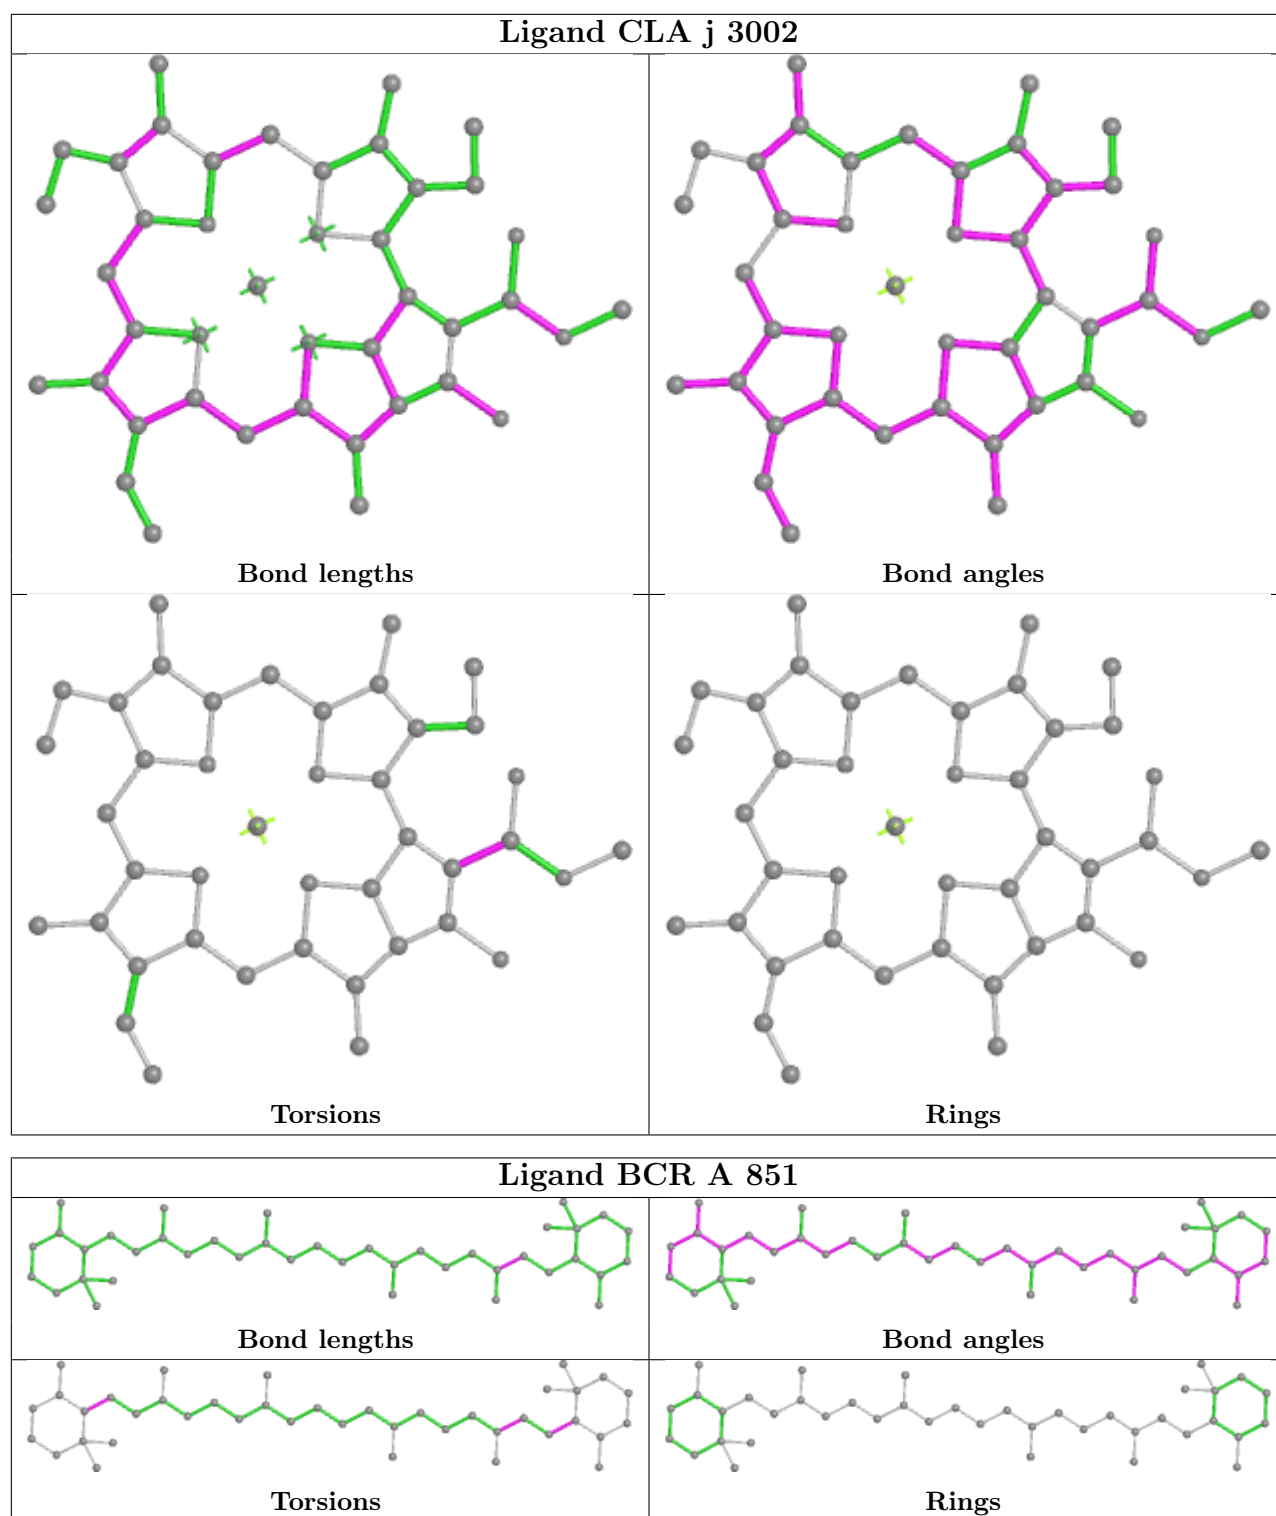 Ligand CLA j 3002
Bond lengths
Bond angles
Torsions
Rings
Ligand BCR A 851
Bond lengths
Bond angles
Torsions
Rings